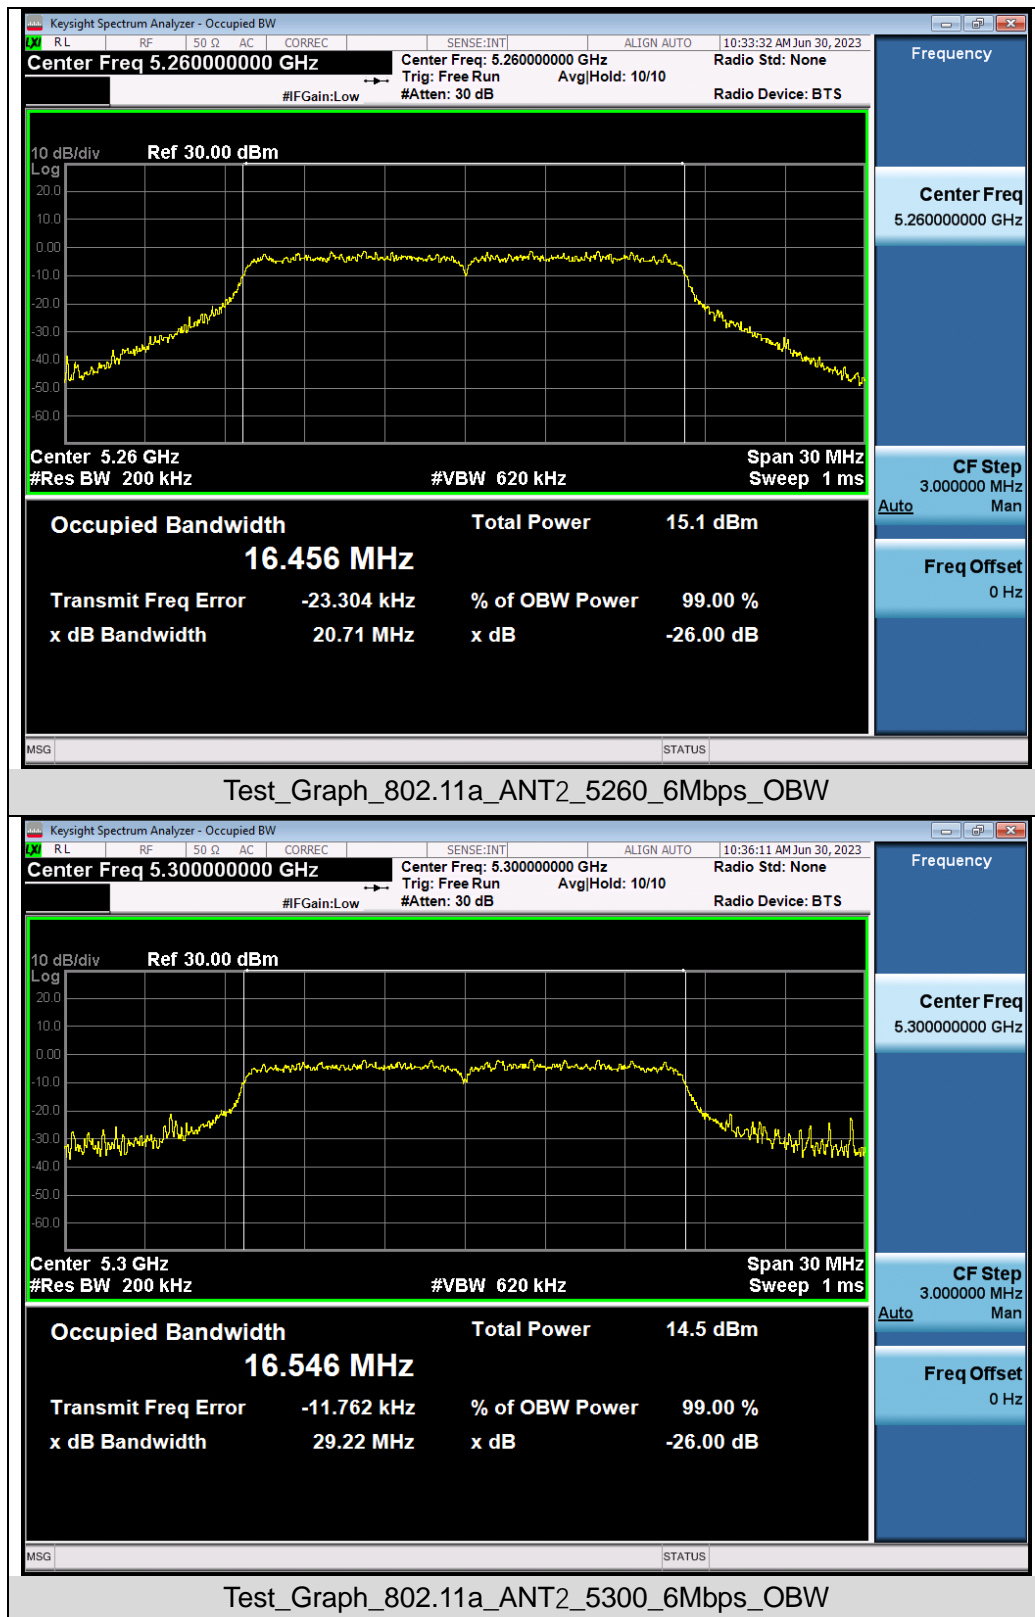 Keysight Spectrum Analyzer - Occupied BW
LXI RL RF 50 Ω AC CORREC SENSE:INT ALIGN AUTO 10:33:32 AM Jun 30, 2023
Center Freq 5.260000000 GHz
Center Freq: 5.260000000 GHz
Radio Std: None
Trig: Free Run Avg|Hold: 10/10
#IFGain:Low
#Atten: 30 dB
Radio Device: BTS
Frequency
10 dB/div Ref 30.00 dBm
Log
20.0
10.0
0.00
-10.0
-20.0
-30.0
-40.0
-50.0
-60.0
Center 5.26 GHz Span 30 MHz
#Res BW 200 kHz #VBW 620 kHz Sweep 1 ms
Center Freq
5.260000000 GHz
CF Step
3.000000 MHz
Auto Man
Freq Offset
0 Hz
Occupied Bandwidth Total Power 15.1 dBm
16.456 MHz
Transmit Freq Error -23.304 kHz % of OBW Power 99.00 %
x dB Bandwidth 20.71 MHz x dB -26.00 dB
MSG STATUS
Test_Graph_802.11a_ANT2_5260_6Mbps_OBW
Keysight Spectrum Analyzer - Occupied BW
LXI RL RF 50 Ω AC CORREC SENSE:INT ALIGN AUTO 10:36:11 AM Jun 30, 2023
Center Freq 5.300000000 GHz
Center Freq: 5.300000000 GHz
Radio Std: None
Trig: Free Run Avg|Hold: 10/10
#IFGain:Low
#Atten: 30 dB
Radio Device: BTS
Frequency
10 dB/div Ref 30.00 dBm
Log
20.0
10.0
0.00
-10.0
-20.0
-30.0
-40.0
-50.0
-60.0
Center 5.3 GHz Span 30 MHz
#Res BW 200 kHz #VBW 620 kHz Sweep 1 ms
Center Freq
5.300000000 GHz
CF Step
3.000000 MHz
Auto Man
Freq Offset
0 Hz
Occupied Bandwidth Total Power 14.5 dBm
16.546 MHz
Transmit Freq Error -11.762 kHz % of OBW Power 99.00 %
x dB Bandwidth 29.22 MHz x dB -26.00 dB
MSG STATUS
Test_Graph_802.11a_ANT2_5300_6Mbps_OBW